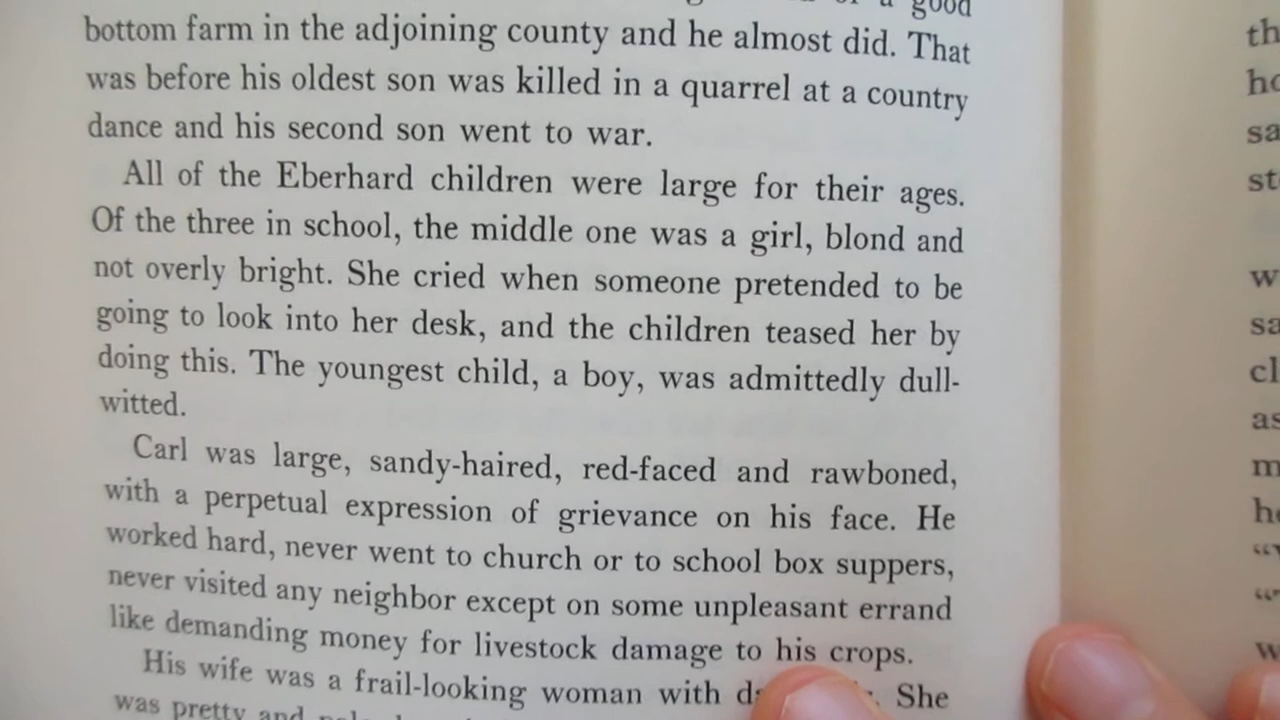 good
bottom farm in the adjoining county and he almost did. That
was before his oldest son was killed in a quarrel at a country
dance and his second son went to war.
All of the Eberhard children were large for their ages.
Of the three in school, the middle one was a girl, blond and
not overly bright. She cried when someone pretended to be
going to look into her desk, and the children teased her by
doing this. The youngest child, a boy, was admittedly dull-
witted.
Carl was large, sandy-haired, red-faced and rawboned,
with a perpetual expression of grievance on his face. He
worked hard, never went to church or to school box suppers,
never visited any neighbor except on some unpleasant errand
like demanding money for livestock damage to his crops.
His wife was a frail-looking woman with She
was pretty and